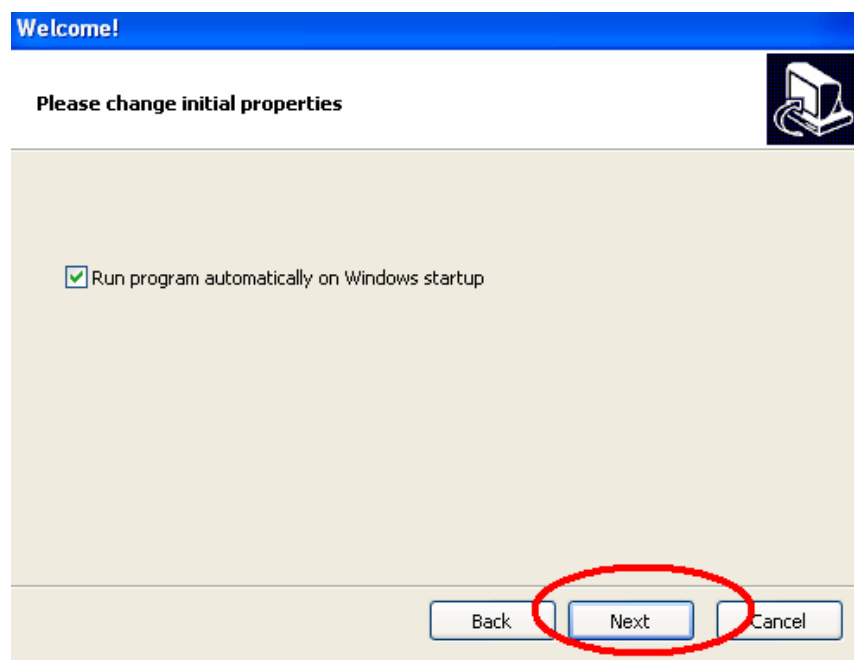 Welcome!
Please change initial properties
Run program automatically on Windows startup
Back Next Cancel